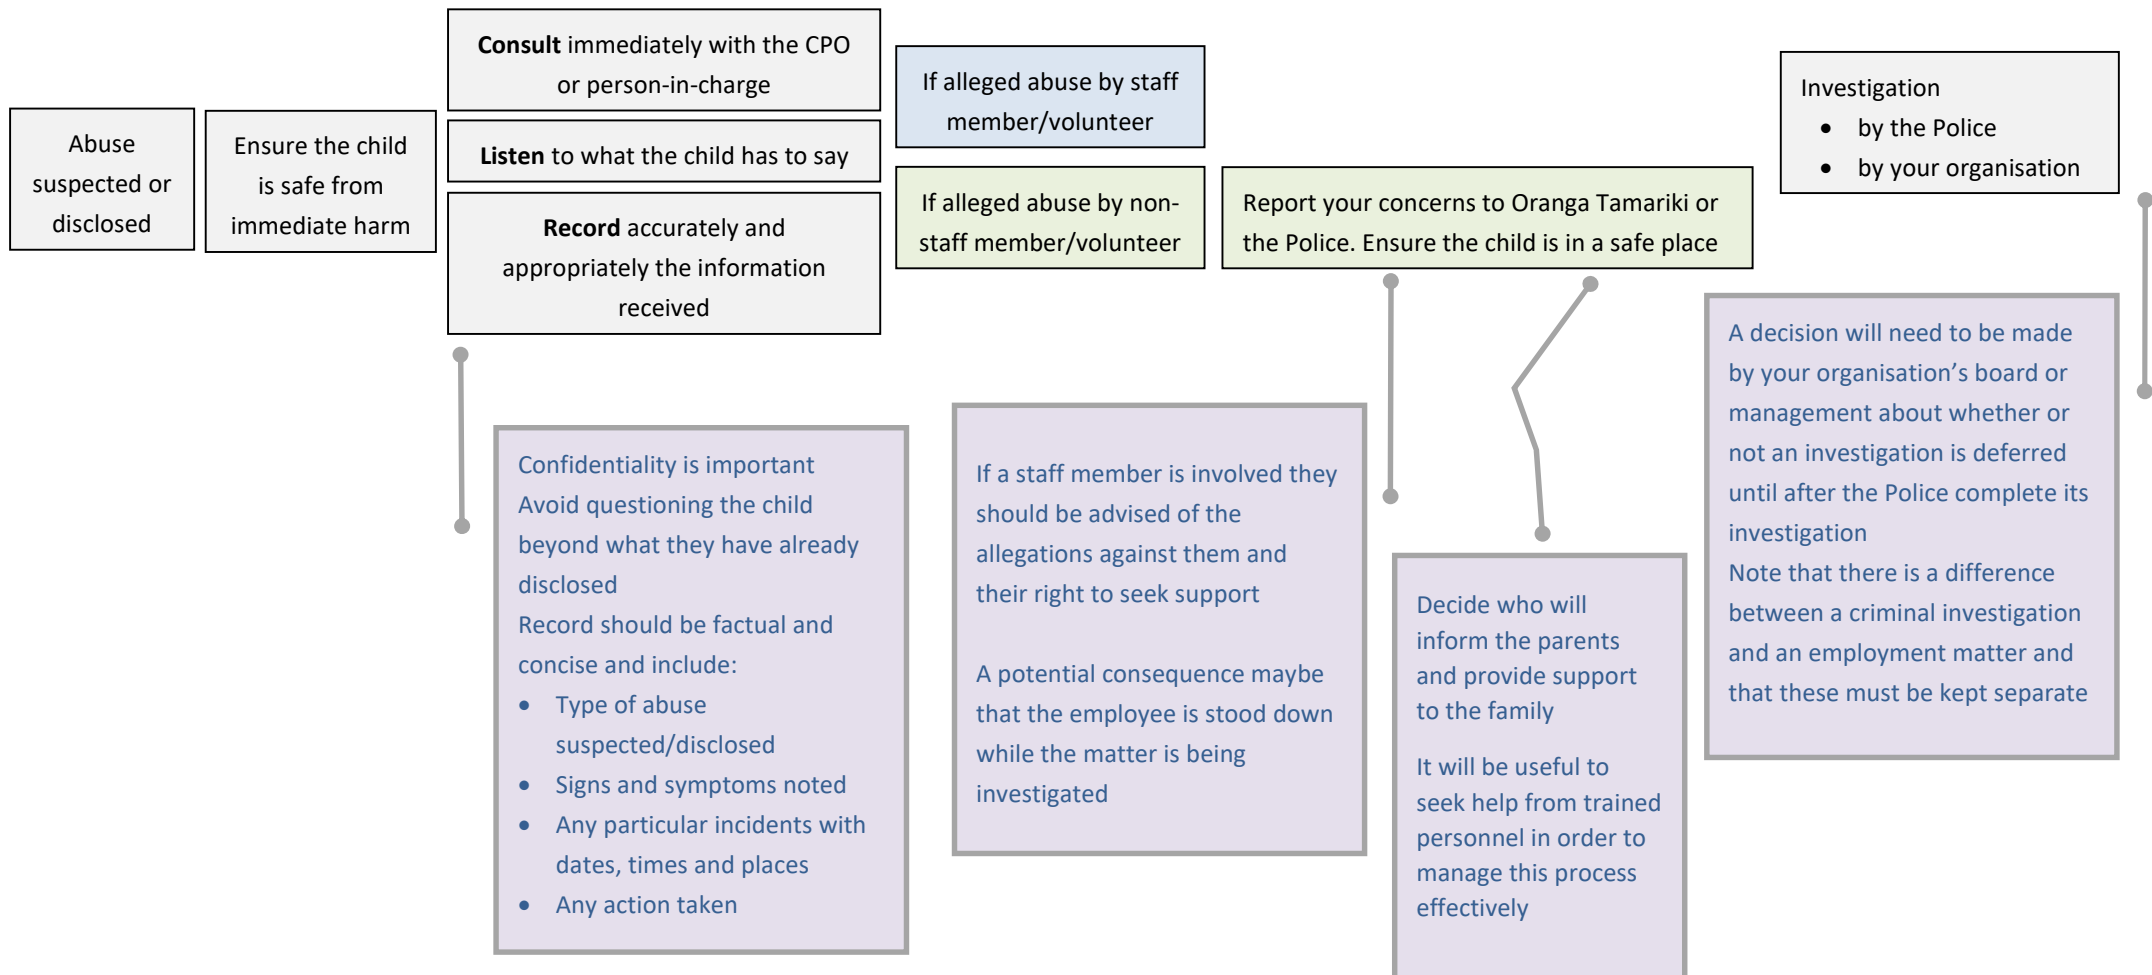 Abuse
suspected or
disclosed
Ensure the child
is safe from
immediate harm
Consult immediately with the CPO
or person-in-charge
Listen to what the child has to say
Record accurately and
appropriately the information
received
If alleged abuse by staff
member/volunteer
If alleged abuse by non-
staff member/volunteer
Report your concerns to Oranga Tamariki or
the Police. Ensure the child is in a safe place
Investigation
• by the Police
• by your organisation
Confidentiality is important
Avoid questioning the child
beyond what they have already
disclosed
Record should be factual and
concise and include:
• Type of abuse
suspected/disclosed
• Signs and symptoms noted
• Any particular incidents with
dates, times and places
• Any action taken
If a staff member is involved they
should be advised of the
allegations against them and
their right to seek support
A potential consequence maybe
that the employee is stood down
while the matter is being
investigated
Decide who will
inform the parents
and provide support
to the family
It will be useful to
seek help from trained
personnel in order to
manage this process
effectively
A decision will need to be made
by your organisation’s board or
management about whether or
not an investigation is deferred
until after the Police complete its
investigation
Note that there is a difference
between a criminal investigation
and an employment matter and
that these must be kept separate